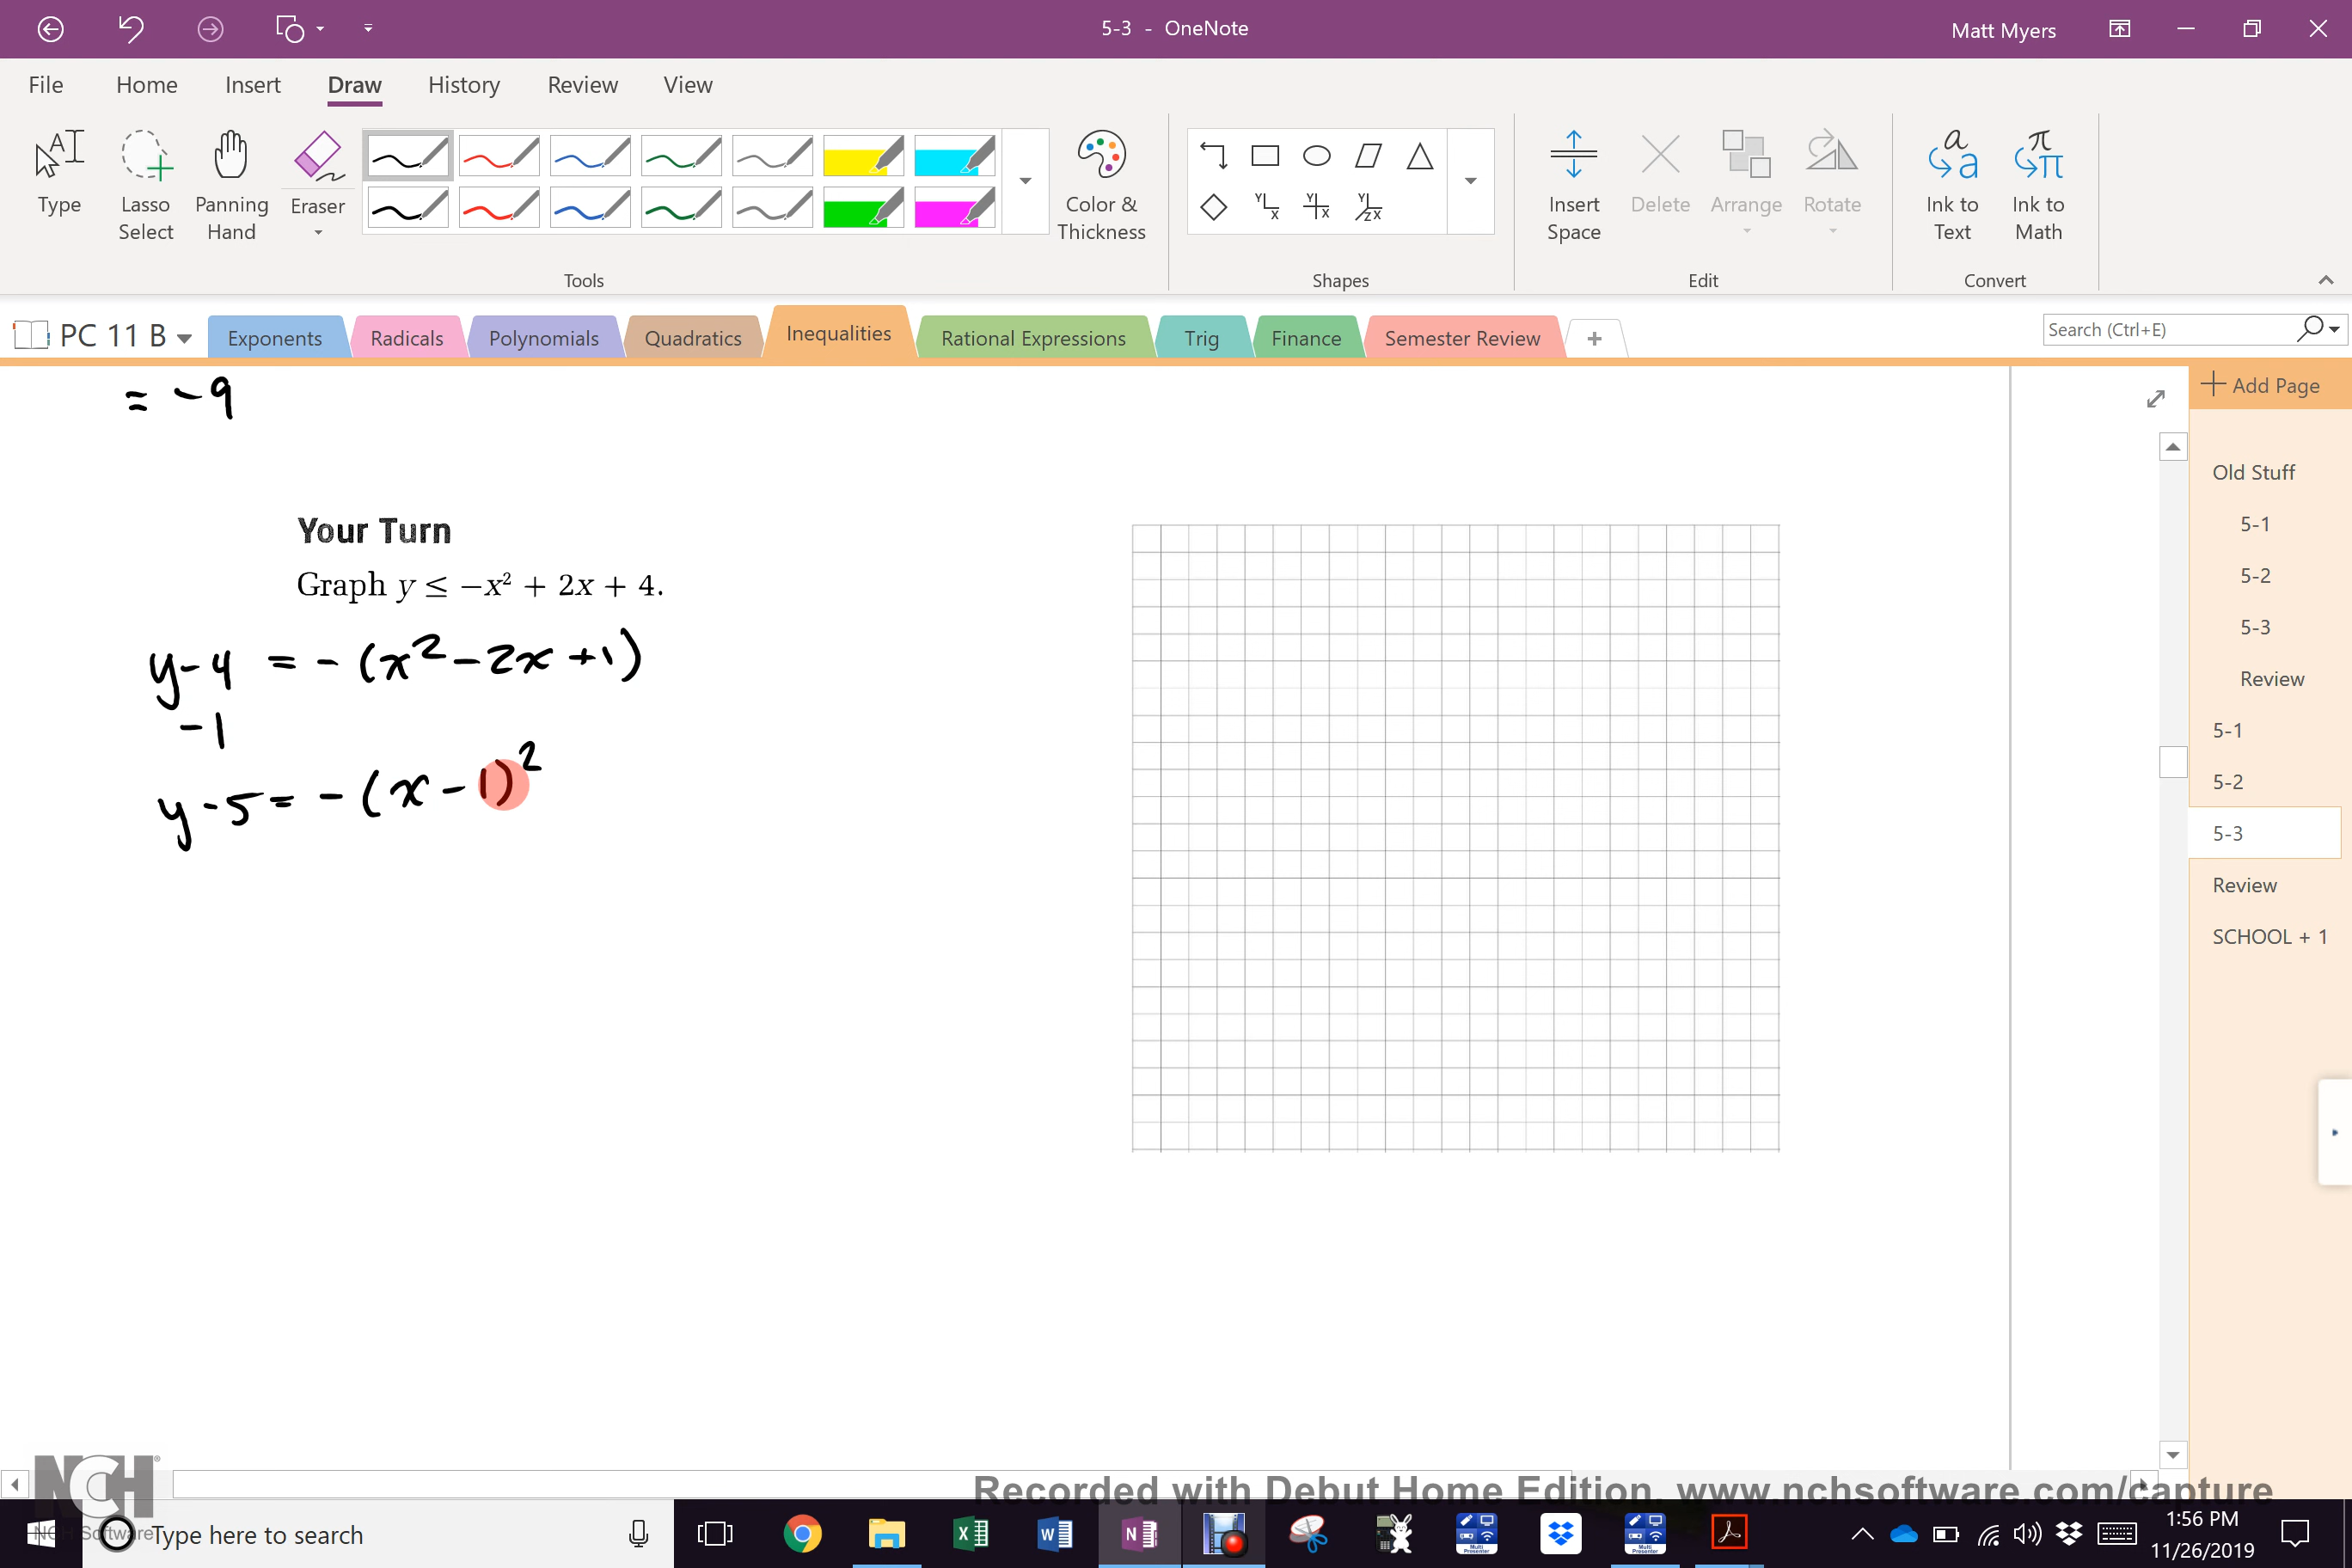 5-3 - OneNote
Matt Myers
File Home Insert Draw History Review View
Type
Lasso Select
Panning Hand
Eraser
Color & Thickness
Insert Space
Delete
Arrange
Rotate
Ink to Text
Ink to Math
Tools
Shapes
Edit
Convert
PC 11 B
Exponents Radicals Polynomials Quadratics Inequalities Rational Expressions Trig Finance Semester Review +
Search (Ctrl+E)
Add Page
Old Stuff
5-1
5-2
5-3
Review
5-1
5-2
5-3
Review
SCHOOL + 1
= -9
Your Turn
Graph y ≤ −x² + 2x + 4.
y-4 = -(x²-2x+1)
-1
y-5 = -(x-1)²
NCH®
NCH Software
Recorded with Debut Home Edition. www.nchsoftware.com/capture
Type here to search
1:56 PM
11/26/2019